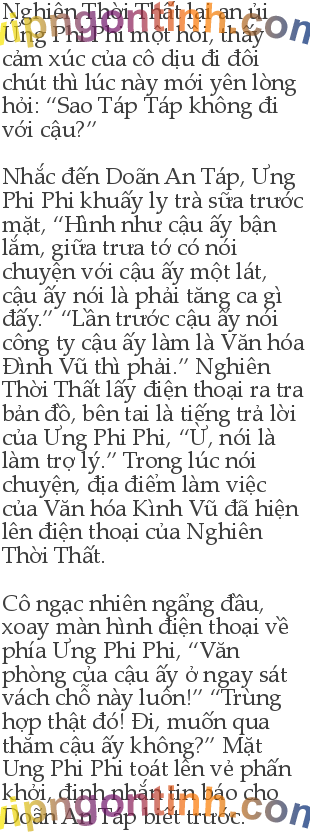 Nghiên Thời Thất lại an ủi
Ưng Phi Phi một hồi, thấy
cảm xúc của cô dịu đi đôi
chút thì lúc này mới yên lòng
hỏi: “Sao Táp Táp không đi
với cậu?”

Nhắc đến Doãn An Táp, Ưng
Phi Phi khuấy ly trà sữa trước
mặt, “Hình như cậu ấy bận
lắm, giữa trưa tớ có nói
chuyện với cậu ấy một lát,
cậu ấy nói là phải tăng ca gì
đấy.” “Lần trước cậu ấy nói
công ty cậu ấy làm là Văn hóa
Đình Vũ thì phải.” Nghiên
Thời Thất lấy điện thoại ra tra
bản đồ, bên tai là tiếng trả lời
của Ưng Phi Phi, “Ừ, nói là
làm trợ lý.” Trong lúc nói
chuyện, địa điểm làm việc
của Văn hóa Kình Vũ đã hiện
lên điện thoại của Nghiên
Thời Thất.

Cô ngạc nhiên ngẩng đầu,
xoay màn hình điện thoại về
phía Ưng Phi Phi, “Văn
phòng của cậu ấy ở ngay sát
vách chỗ này luôn!” “Trùng
hợp thật đó! Đi, muốn qua
thăm cậu ấy không?” Mặt
Ưng Phi Phi toát lên vẻ phấn
khởi, định nhắn tin báo cho
Doãn An Táp biết trước.
vipngontinh.com
vipngontinh.com